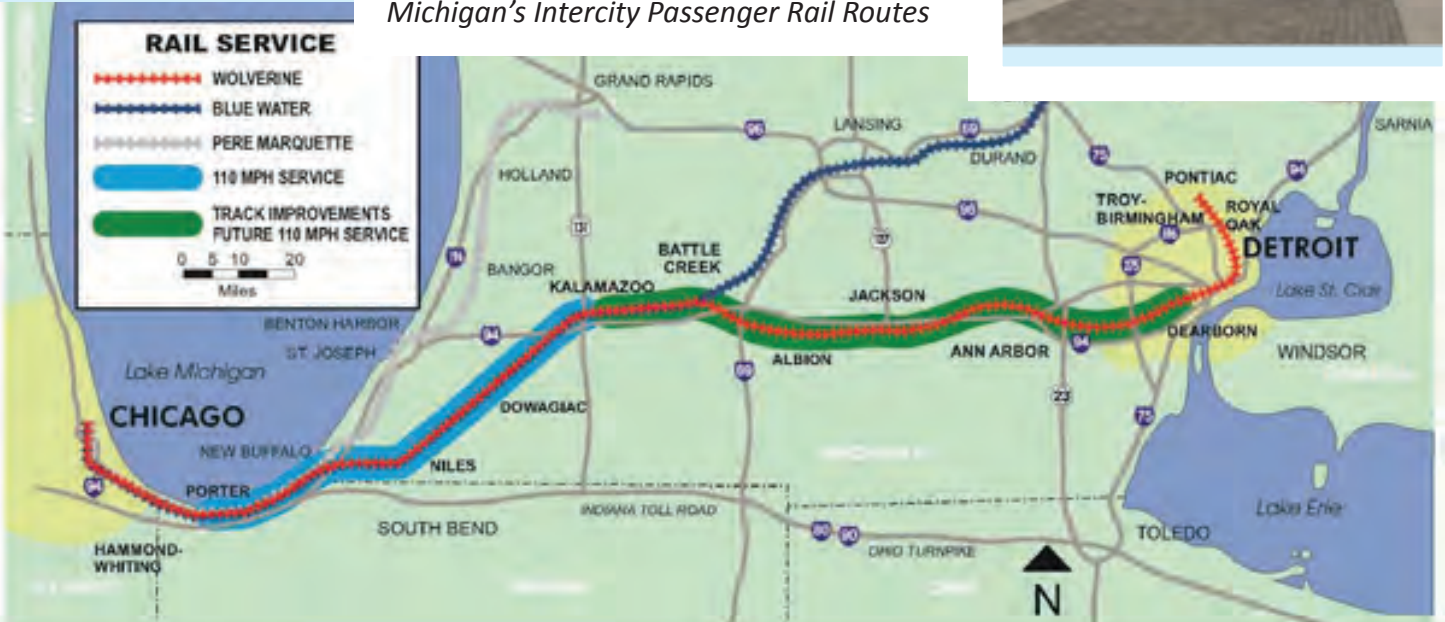 Michigan's Intercity Passenger Rail Routes
RAIL SERVICE
WOLVERINE
BLUE WATER
PERE MARQUETTE
110 MPH SERVICE
TRACK IMPROVEMENTS
FUTURE 110 MPH SERVICE
0 5 10 20
Miles
GRAND RAPIDS
96
LANSING
69
DURAND
75
94
SARNIA
HOLLAND
PONTIAC
TROY-
BIRMINGHAM
ROYAL
OAK
DETROIT
96
131
BATTLE
CREEK
BANGOR
KALAMAZOO
JACKSON
Lake St. Clair
BENTON HARBOR
ST. JOSEPH
94
ALBION
ANN ARBOR
94
DEARBORN
WINDSOR
Lake Michigan
69
23
75
CHICAGO
DOWAGIAC
NEW BUFFALO
NILES
94
PORTER
INDIANA TOLL ROAD
SOUTH BEND
80 90
OHIO TURNPIKE
TOLEDO
Lake Erie
HAMMOND-
WHITING
N